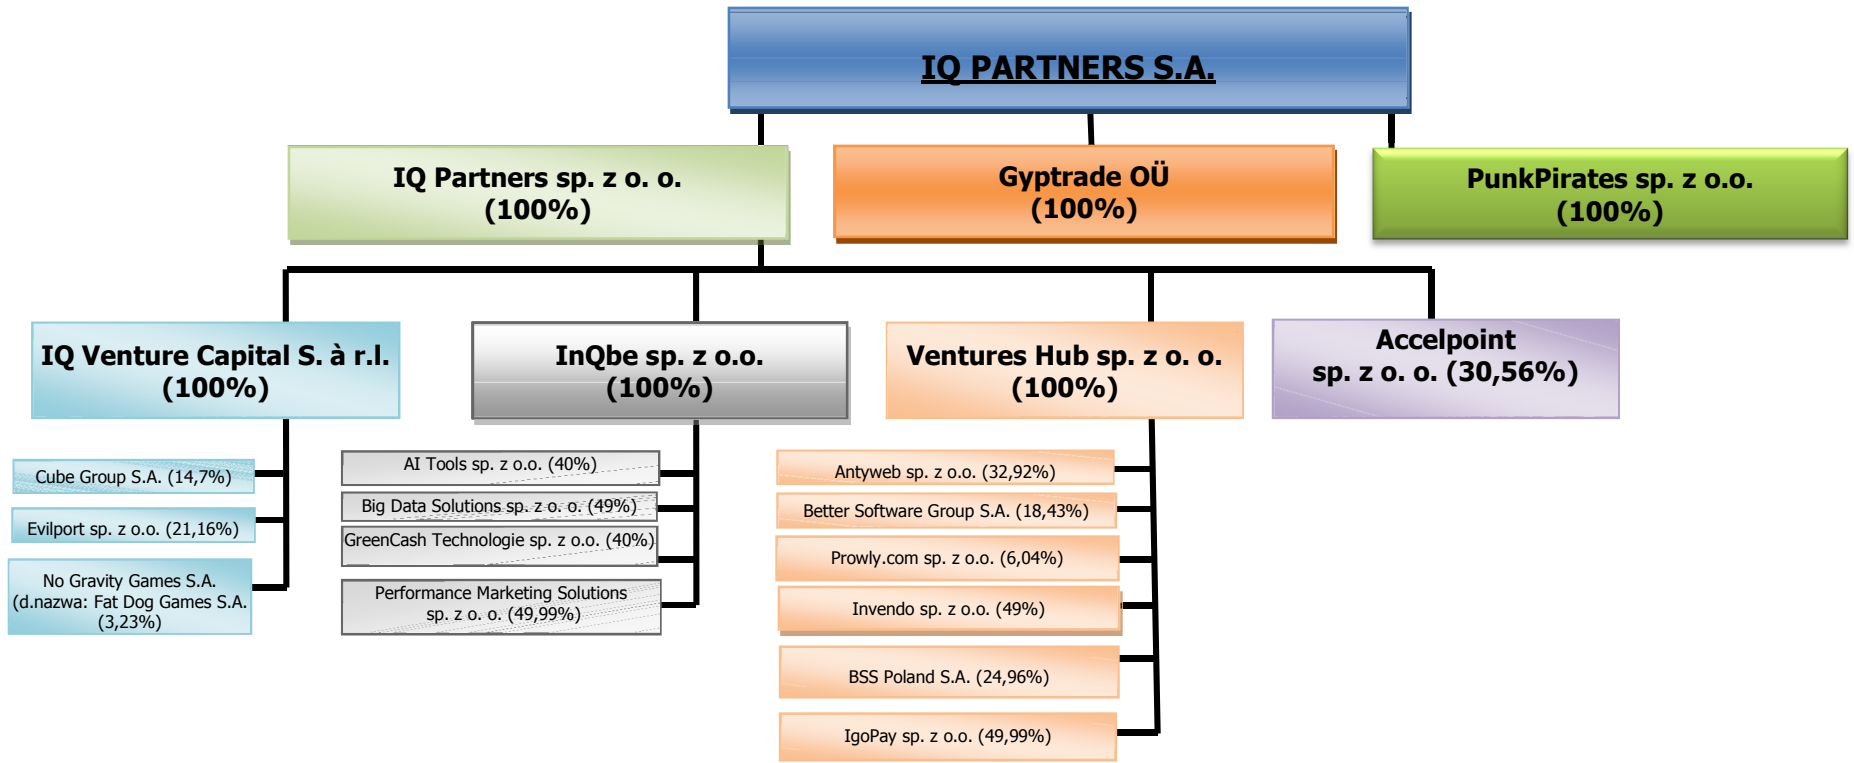 IQ PARTNERS S.A.
IQ Partners sp. z o. o.
(100%)
Gyptrade OÜ
(100%)
PunkPirates sp. z o.o.
(100%)
IQ Venture Capital S. à r.l.
(100%)
InQbe sp. z o.o.
(100%)
Ventures Hub sp. z o. o.
(100%)
Accelpoint
sp. z o. o. (30,56%)
Cube Group S.A. (14,7%)
Evilport sp. z o.o. (21,16%)
No Gravity Games S.A.
(d.nazwa: Fat Dog Games S.A.
(3,23%)
AI Tools sp. z o.o. (40%)
Big Data Solutions sp. z o. o. (49%)
GreenCash Technologie sp. z o.o. (40%)
Performance Marketing Solutions
sp. z o. o. (49,99%)
Antyweb sp. z o.o. (32,92%)
Better Software Group S.A. (18,43%)
Prowly.com sp. z o.o. (6,04%)
Invendo sp. z o.o. (49%)
BSS Poland S.A. (24,96%)
IgoPay sp. z o.o. (49,99%)